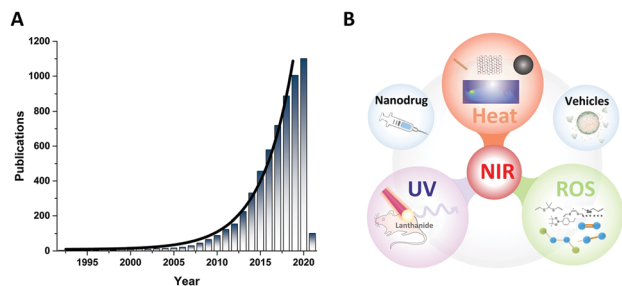 A
Publications
1200
1000
800
600
400
200
0
1995
2000
2005
2010
2015
2020
Year
B
Heat
Nanodrug
Vehicles
NIR
UV
Lanthanide
ROS